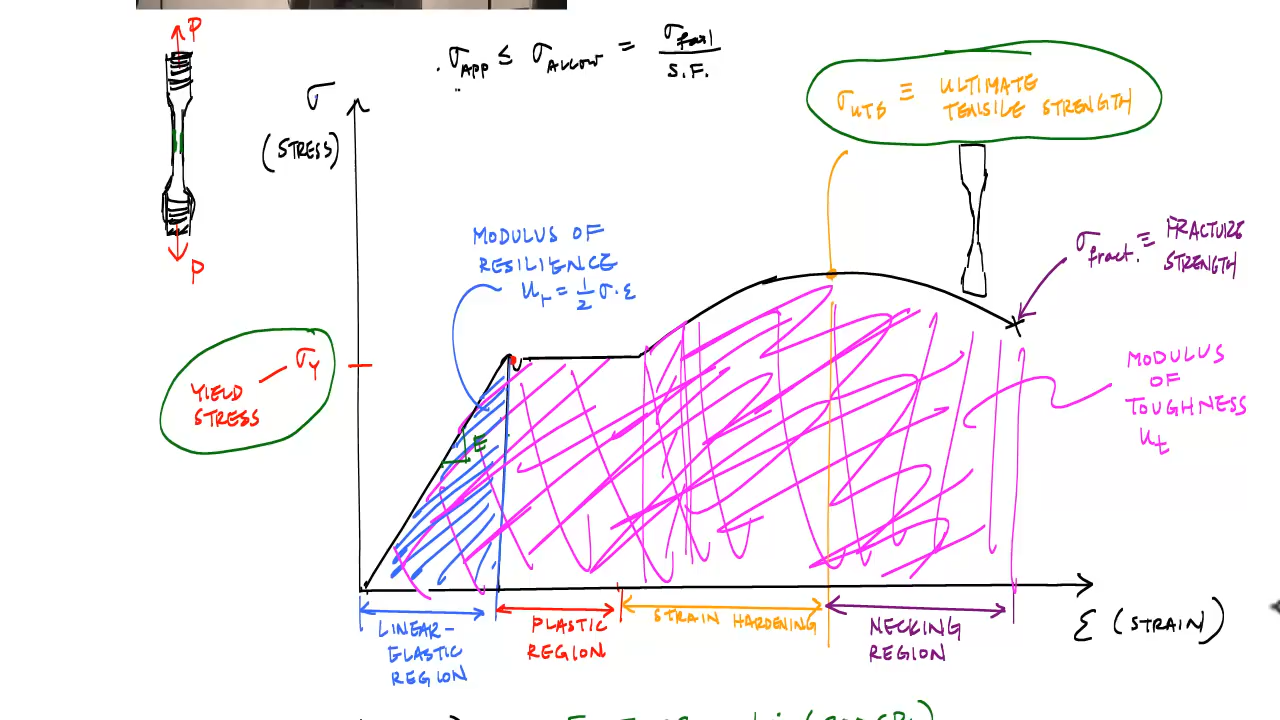 P
P
σAPP ≤ σALLOW = σfail / S.F.
σ
(STRESS)
σUTS ≡ ULTIMATE
TENSILE STRENGTH
MODULUS OF
RESILIENCE
ur = 1/2 σ·ε
σfract. ≡ FRACTURE
STRENGTH
σY
YIELD
STRESS
E
MODULUS
OF
TOUGHNESS
ut
LINEAR-
ELASTIC
REGION
PLASTIC
REGION
STRAIN HARDENING
NECKING
REGION
ε (STRAIN)